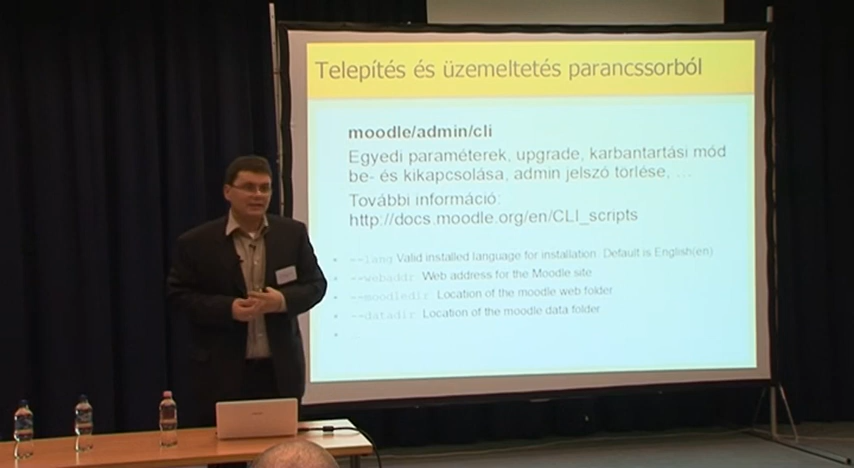 Telepítés és üzemeltetés parancssorból
moodle/admin/cli
Egyedi paraméterek, upgrade, karbantartási mód
be- és kikapcsolása, admin jelszó törlése, ...
További információ:
http://docs.moodle.org/en/CLI_scripts
--lang Valid installed language for installation. Default is English(en)
--webaddr Web address for the Moodle site
--moodledir Location of the moodle web folder
--datadir Location of the moodle data folder